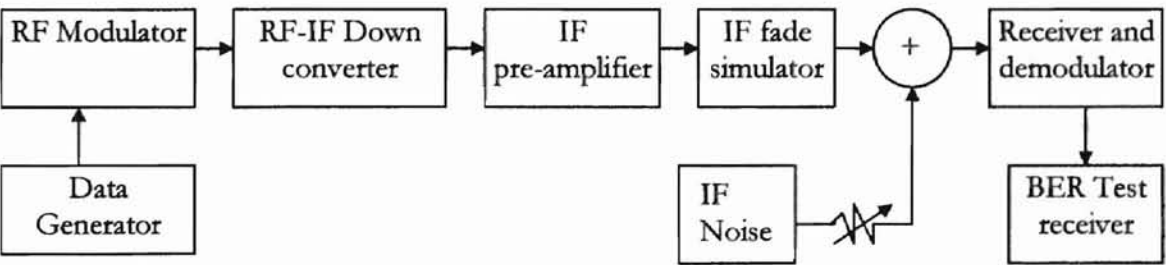 RF Modulator
RF-IF Down
converter
IF
pre-amplifier
IF fade
simulator
+
Receiver and
demodulator
Data
Generator
IF
Noise
BER Test
receiver